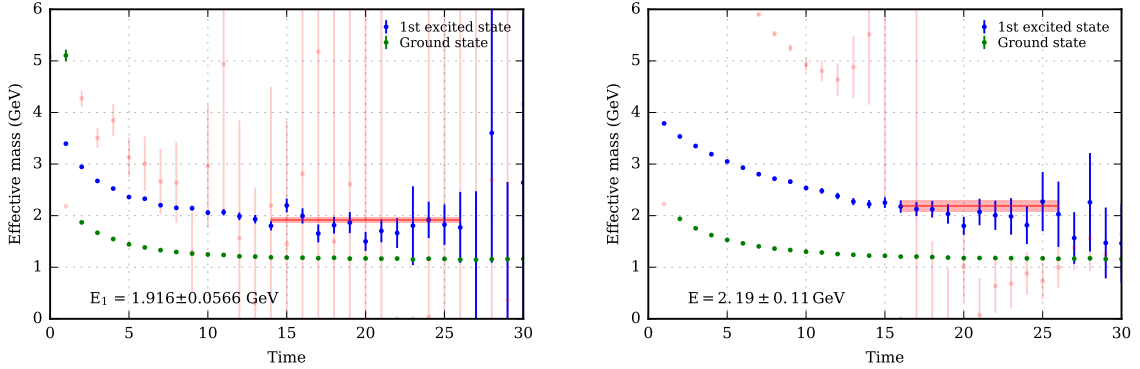 6
5
4
3
2
1
0
Effective mass (GeV)
1st excited state
Ground state
E₁ = 1.916±0.0566 GeV
0 5 10 15 20 25 30
Time
6
5
4
3
2
1
0
Effective mass (GeV)
1st excited state
Ground state
E = 2.19 ± 0.11 GeV
0 5 10 15 20 25 30
Time